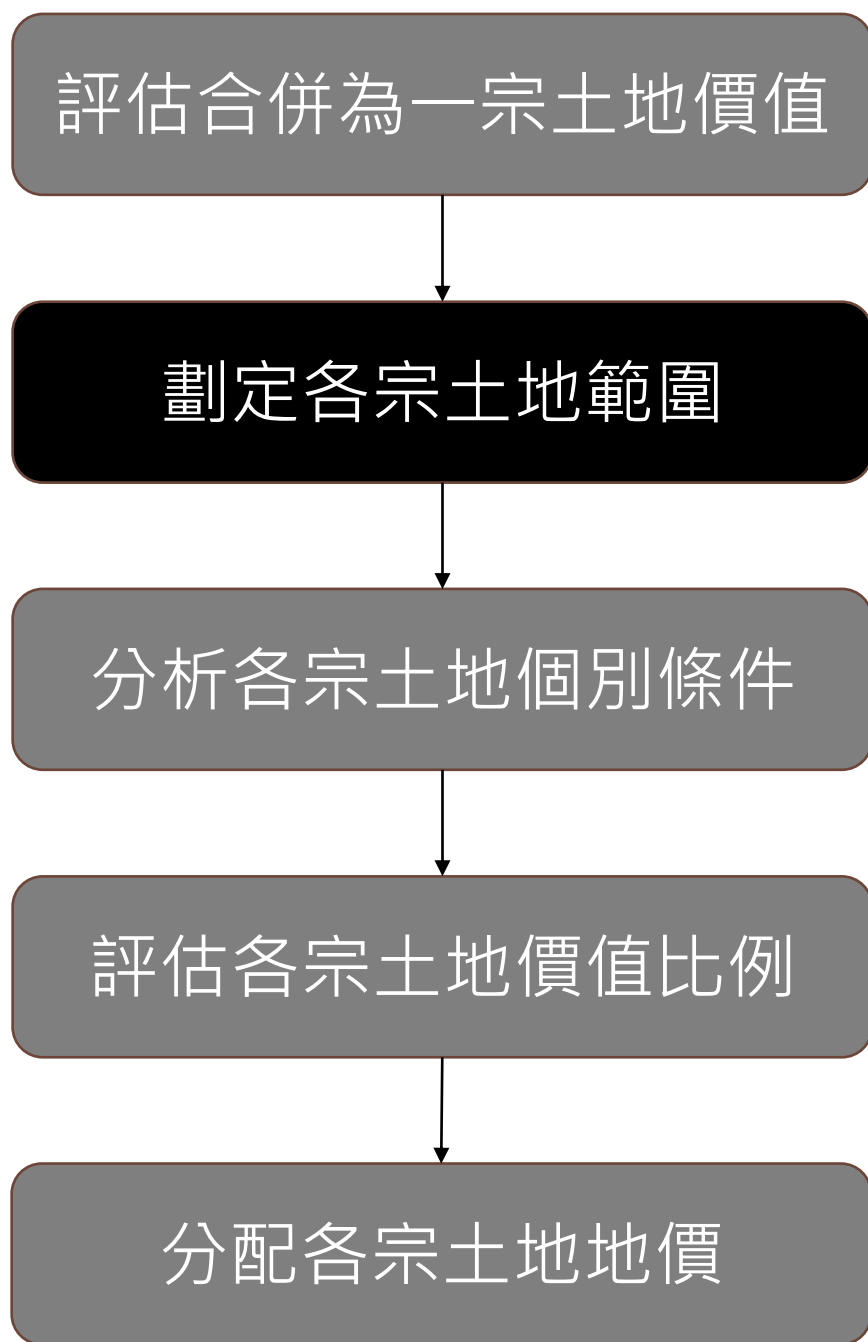 評估合併為一宗土地價值
劃定各宗土地範圍
分析各宗土地個別條件
評估各宗土地價值比例
分配各宗土地地價